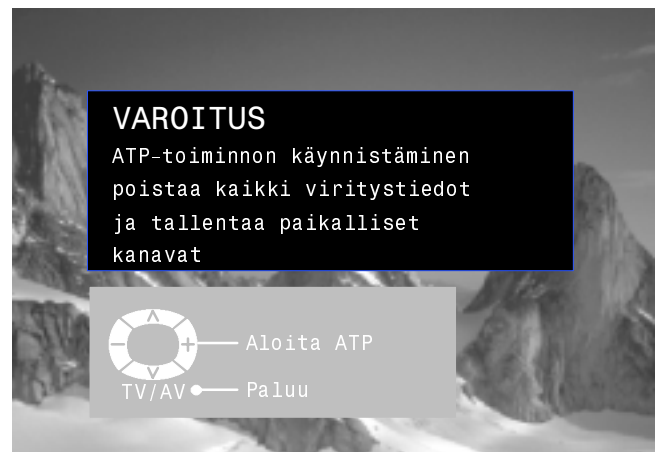 VAROITUS
ATP-toiminnon käynnistäminen
poistaa kaikki viritystiedot
ja tallentaa paikalliset
kanavat
Aloita ATP
TV/AV Paluu